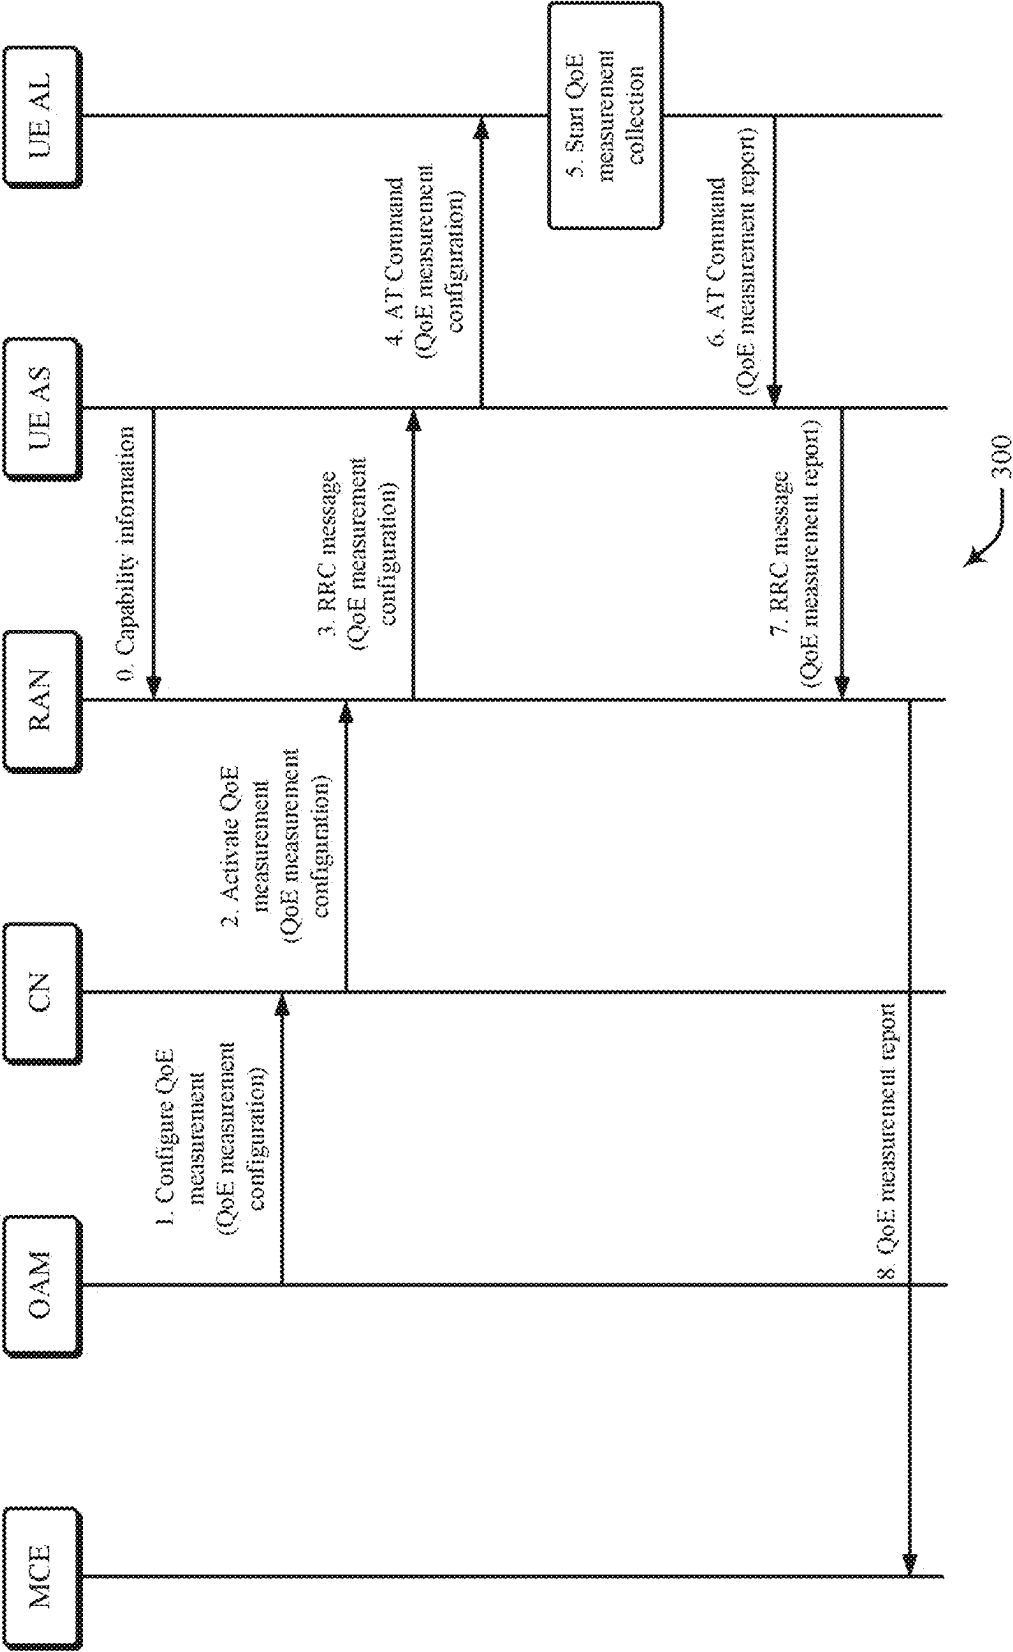 MCE
OAM
CN
RAN
UE AS
UE AL
0. Capability information
1. Configure QoE
measurement
(QoE measurement
configuration)
2. Activate QoE
measurement
(QoE measurement
configuration)
3. RRC message
(QoE measurement
configuration)
4. AT Command
(QoE measurement
configuration)
5. Start QoE
measurement
collection
6. AT Command
(QoE measurement report)
7. RRC message
(QoE measurement report)
8. QoE measurement report
300